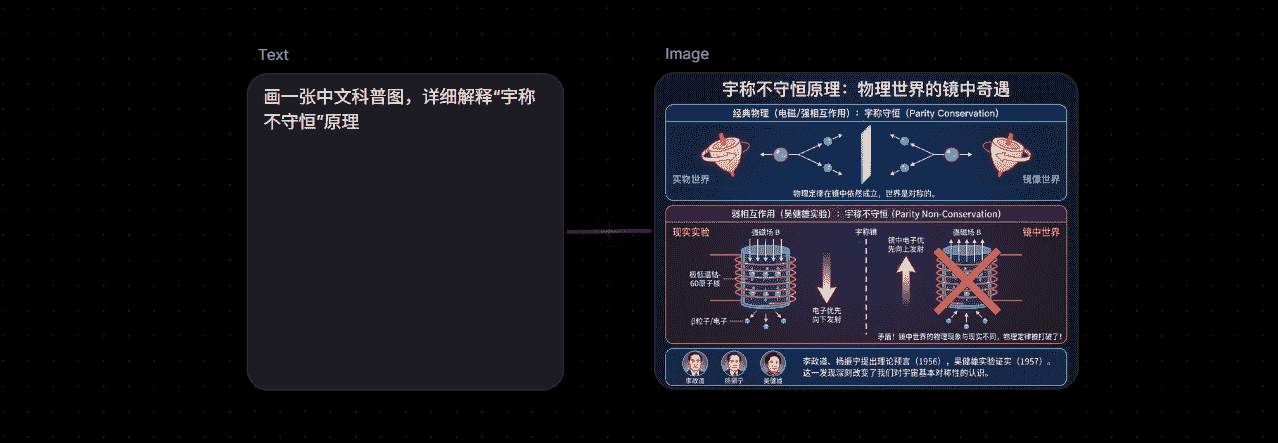 Text
画一张中文科普图，详细解释“宇称
不守恒”原理
Image
宇称不守恒原理：物理世界的镜中奇遇
经典物理（电磁/强相互作用）：宇称守恒（Parity Conservation）
实物世界
镜像世界
物理定律在镜中依然成立，世界是对称的。
弱相互作用（吴健雄实验）：宇称不守恒（Parity Non-Conservation）
现实实验
强磁场 B
宇称镜
镜中电子优
先向上发射
强磁场 B
镜中世界
极低温钴-
60原子核
电子优先
向下发射
β粒子/电子
矛盾！镜中世界的物理现象与现实不同，物理定律被打破了！
李政道、杨振宁提出理论预言（1956），吴健雄实验证实（1957）。
这一发现深刻改变了我们对宇宙基本对称性的认识。
李政道
杨振宁
吴健雄